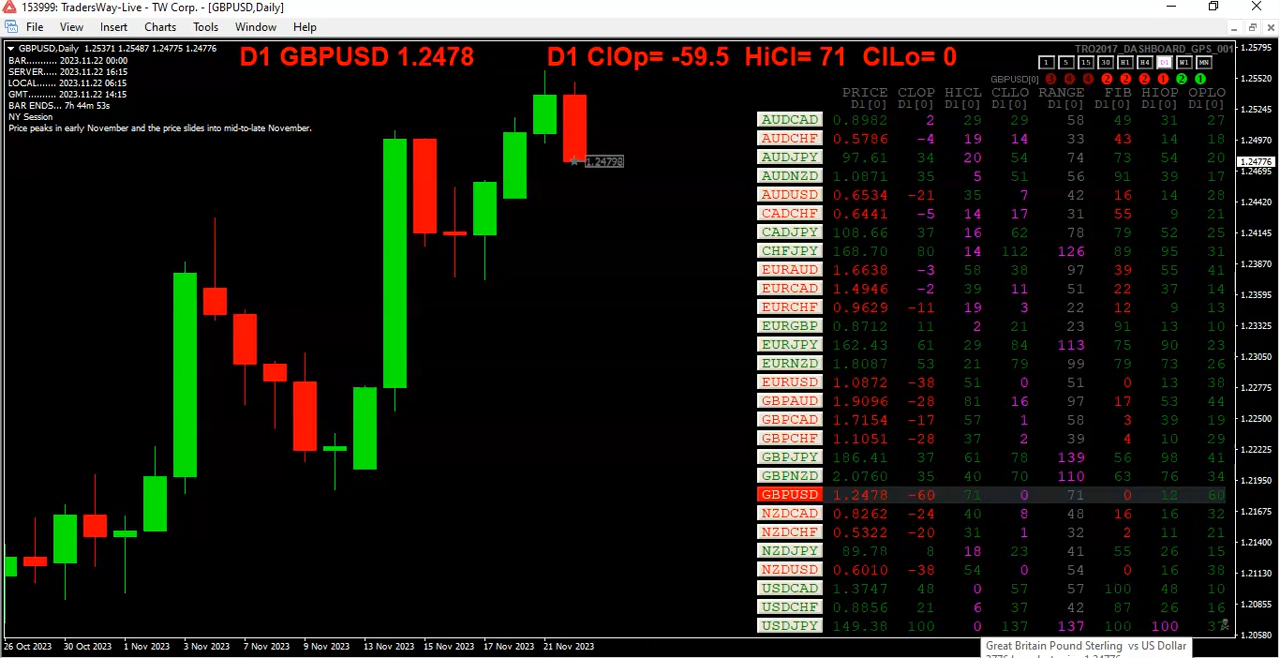 153999: TradersWay-Live - TW Corp. - [GBPUSD,Daily]
File View Insert Charts Tools Window Help
GBPUSD,Daily 1.25371 1.25487 1.24775 1.24776
BAR........... 2023.11.22 00:00
SERVER..... 2023.11.22 16:15
LOCAL....... 2023.11.22 06:15
GMT.......... 2023.11.22 14:15
BAR ENDS... 7h 44m 53s
NY Session
Price peaks in early November and the price slides into mid-to-late November.
D1 GBPUSD 1.2478 D1 ClOp= -59.5 HiCl= 71 ClLo= 0
TRO2017_DASHBOARD_GPS_001
1 5 15 30 H1 H4 D1 W1 MN
GBPUSD[0] 3 4 4 2 2 2 1 2 1
PRICE CLOP HICL CLLO RANGE FIB HIOP OPLO
D1[0] D1[0] D1[0] D1[0] D1[0] D1[0] D1[0] D1[0]
AUDCAD 0.8982 2 29 29 58 49 31 27
AUDCHF 0.5786 -4 19 14 33 43 14 18
AUDJPY 97.61 34 20 54 74 73 54 20
AUDNZD 1.0871 35 5 51 56 91 39 17
AUDUSD 0.6534 -21 35 7 42 16 14 28
CADCHF 0.6441 -5 14 17 31 55 9 21
CADJPY 108.66 37 16 62 78 79 52 25
CHFJPY 168.70 80 14 112 126 89 95 31
EURAUD 1.6638 -3 58 38 97 39 55 41
EURCAD 1.4946 -2 39 11 51 22 37 14
EURCHF 0.9629 -11 19 3 22 12 9 13
EURGBP 0.8712 11 2 21 23 91 13 10
EURJPY 162.43 61 29 84 113 75 90 23
EURNZD 1.8087 53 21 79 99 79 73 26
EURUSD 1.0872 -38 51 0 51 0 13 38
GBPAUD 1.9096 -28 81 16 97 17 53 44
GBPCAD 1.7154 -17 57 1 58 3 39 19
GBPCHF 1.1051 -28 37 2 39 4 10 29
GBPJPY 186.41 37 61 78 139 56 98 41
GBPNZD 2.0760 35 40 70 110 63 76 34
GBPUSD 1.2478 -60 71 0 71 0 12 60
NZDCAD 0.8262 -24 40 8 48 16 16 32
NZDCHF 0.5322 -20 31 1 32 2 11 21
NZDJPY 89.78 8 18 23 41 55 26 15
NZDUSD 0.6010 -38 54 0 54 0 16 38
USDCAD 1.3747 48 0 57 57 100 48 10
USDCHF 0.8856 21 6 37 42 87 26 16
USDJPY 149.38 100 0 137 137 100 100 37
1.24798
1.25795
1.25520
1.25245
1.24970
1.24776
1.24695
1.24420
1.24145
1.23870
1.23595
1.23325
1.23050
1.22775
1.22500
1.22225
1.21950
1.21675
1.21400
1.21130
1.20855
1.20580
26 Oct 2023 30 Oct 2023 1 Nov 2023 3 Nov 2023 7 Nov 2023 9 Nov 2023 13 Nov 2023 15 Nov 2023 17 Nov 2023 21 Nov 2023
Great Britain Pound Sterling vs US Dollar